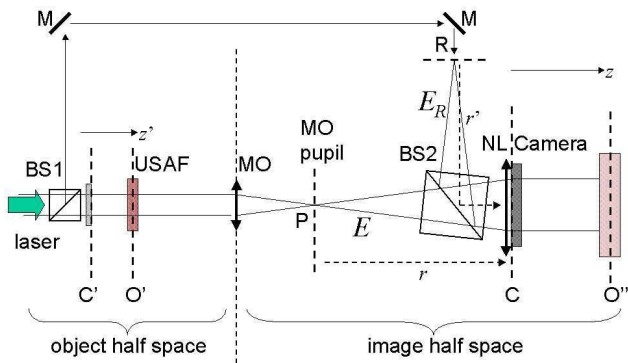 M
M
R
z
z'
E_R
r'
BS1
USAF
MO
MO
pupil
BS2
NL Camera
laser
P
E
r
C'
O'
C
O"
object half space
image half space